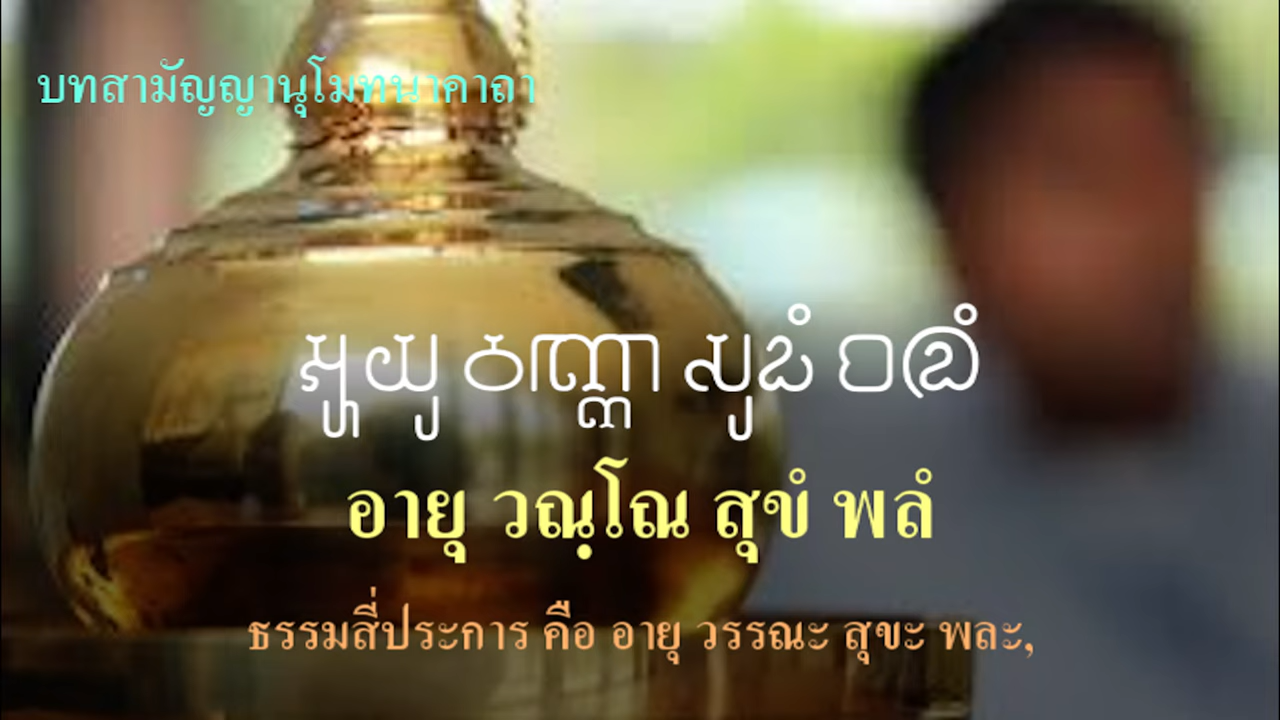 บทสามัญญานุโมทนาคาถา
อายุ วณฺโณ สุขํ พลํ
ธรรมสี่ประการ คือ อายุ วรรณะ สุขะ พละ,